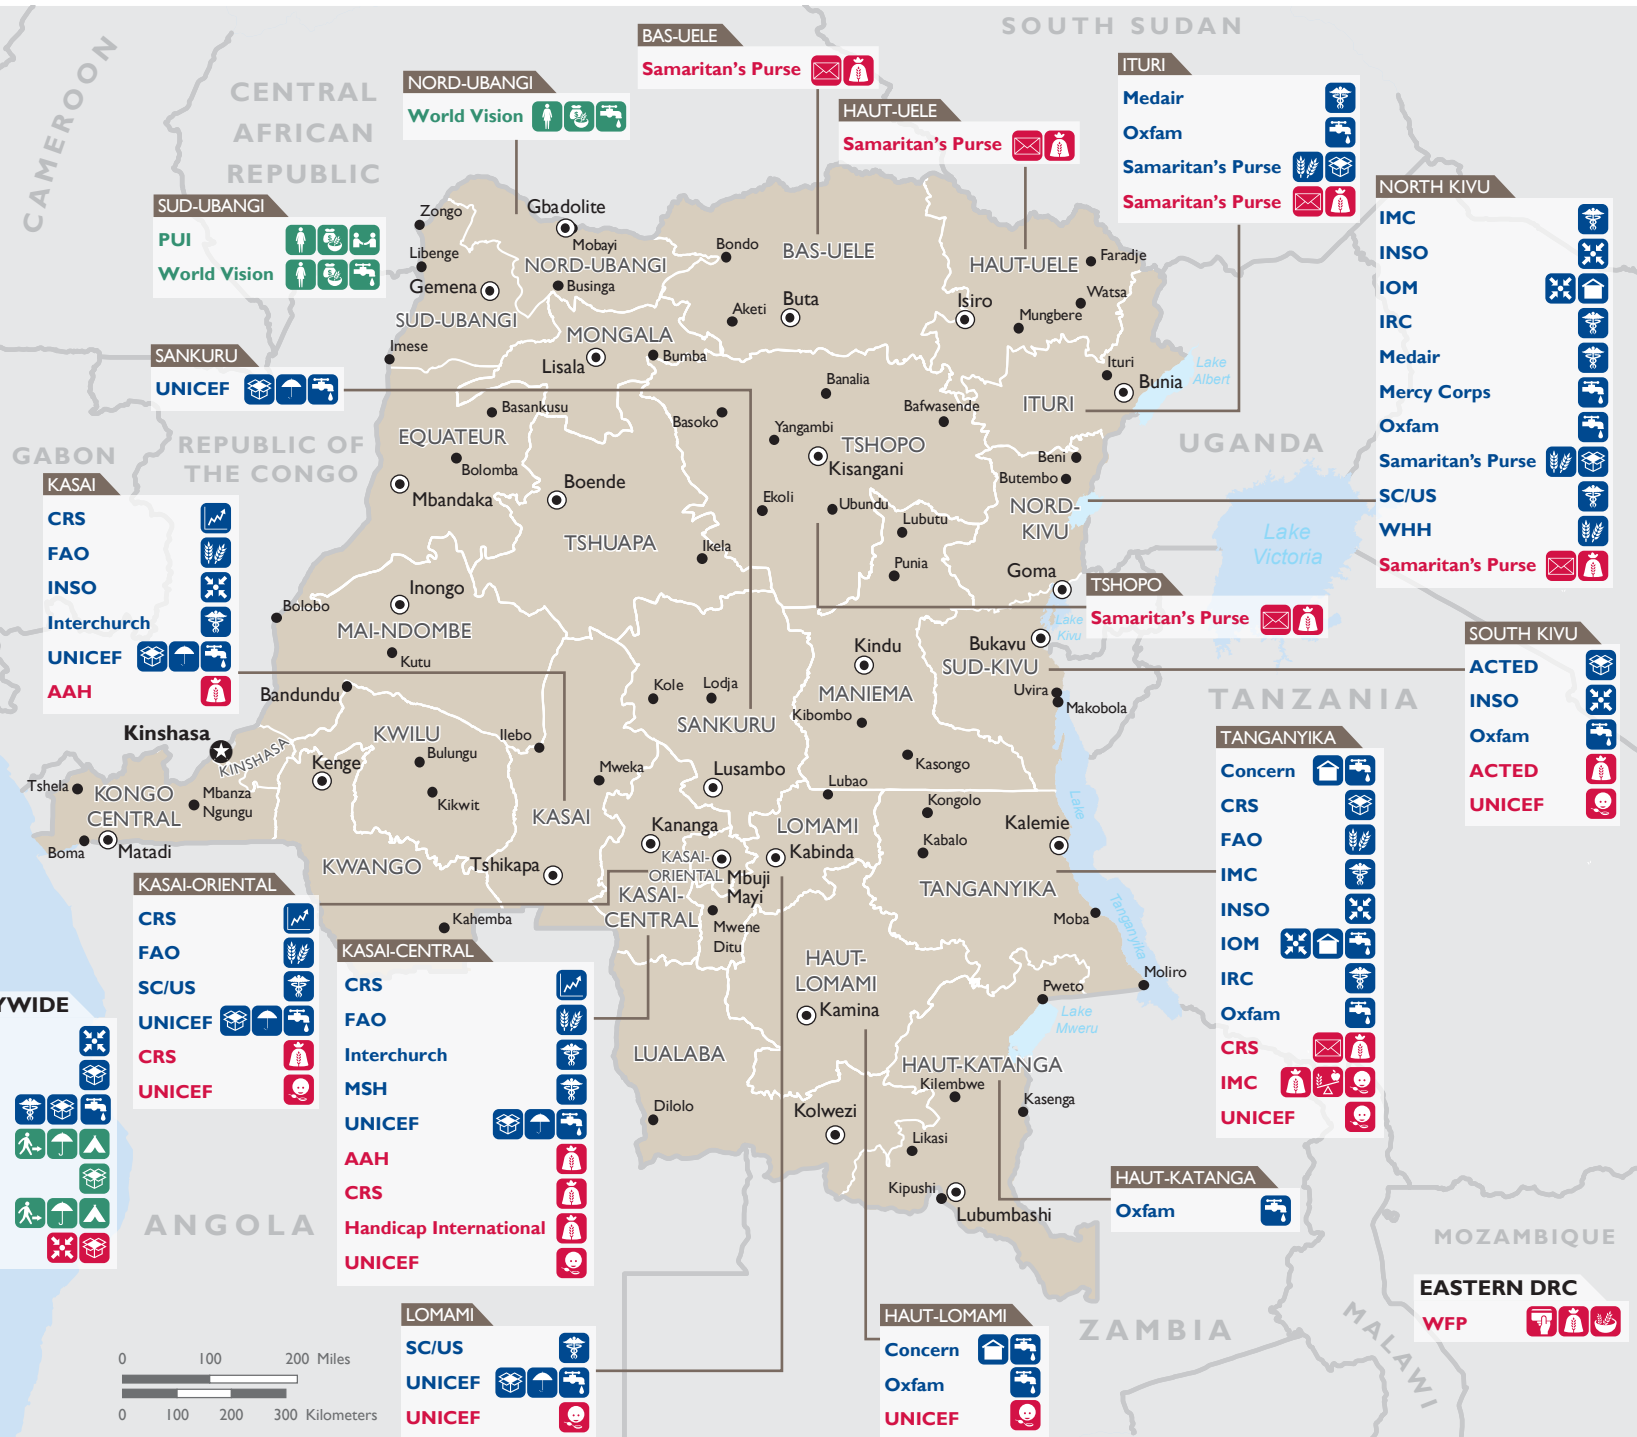 SOUTH SUDAN
CAMEROON
CENTRAL
AFRICAN
REPUBLIC
BAS-UELE
Samaritan's Purse
NORD-UBANGI
World Vision
HAUT-UELE
Samaritan's Purse
ITURI
Medair
Oxfam
Samaritan's Purse
Samaritan's Purse
NORTH KIVU
IMC
INSO
IOM
IRC
Medair
Mercy Corps
Oxfam
Samaritan's Purse
SC/US
WHH
Samaritan's Purse
SUD-UBANGI
PUI
World Vision
SANKURU
UNICEF
Zongo
Gbadolite
Mobayi
Libenge
NORD-UBANGI
Gemena
Businga
SUD-UBANGI
Imese
Bondo
BAS-UELE
Aketi
Buta
HAUT-UELE
Faradje
Watsa
Isiro
Mungbere
MONGALA
Lisala
Bumba
Ituri
Bunia
Lake
Albert
ITURI
Banalia
Bafwasende
Basankusu
Basoko
Yangambi
TSHOPO
Kisangani
EQUATEUR
Bolomba
Mbandaka
Boende
Beni
Butembo
NORD-
KIVU
UGANDA
Lake
Victoria
GABON
REPUBLIC OF
THE CONGO
Ekoli
Ubundu
Lubutu
Punia
TSHUAPA
Ikela
Goma
KASAI
CRS
FAO
INSO
Interchurch
UNICEF
AAH
Inongo
Bolobo
MAI-NDOMBE
Kutu
Bandundu
TSHOPO
Samaritan's Purse
Lake
Kivu
Bukavu
SUD-KIVU
Kindu
MANIEMA
Kibombo
Uvira
Makobola
Kole
Lodja
SANKURU
SOUTH KIVU
ACTED
INSO
Oxfam
ACTED
UNICEF
TANZANIA
Kinshasa
KINSHASA
KWILU
Bulungu
Ilebo
Kenge
Kikwit
Mweka
Lusambo
Kasongo
Lubao
Tshela
KONGO
CENTRAL
Mbanza
Ngungu
Boma
Matadi
KASAI
Kananga
LOMAMI
Kabinda
Kongolo
Kabalo
Kalemie
Lake
Tanganyika
TANGANYIKA
Concern
CRS
FAO
IMC
INSO
IOM
IRC
Oxfam
CRS
IMC
UNICEF
KWANGO
Tshikapa
KASAI-
ORIENTAL
Mbuji
Mayi
KASAI-
CENTRAL
Mwene
Ditu
TANGANYIKA
Moba
Kahemba
KASAI-ORIENTAL
CRS
FAO
SC/US
UNICEF
CRS
UNICEF
KASAI-CENTRAL
CRS
FAO
Interchurch
MSH
UNICEF
AAH
CRS
Handicap International
UNICEF
HAUT-
LOMAMI
Kamina
Moliro
Pweto
Lake
Mweru
YWIDE
LUALABA
HAUT-KATANGA
Kilembwe
Kasenga
Dilolo
Kolwezi
Likasi
Kipushi
Lubumbashi
HAUT-KATANGA
Oxfam
ANGOLA
MOZAMBIQUE
EASTERN DRC
WFP
LOMAMI
SC/US
UNICEF
UNICEF
HAUT-LOMAMI
Concern
Oxfam
UNICEF
ZAMBIA
MALAWI
0 100 200 Miles
0 100 200 300 Kilometers